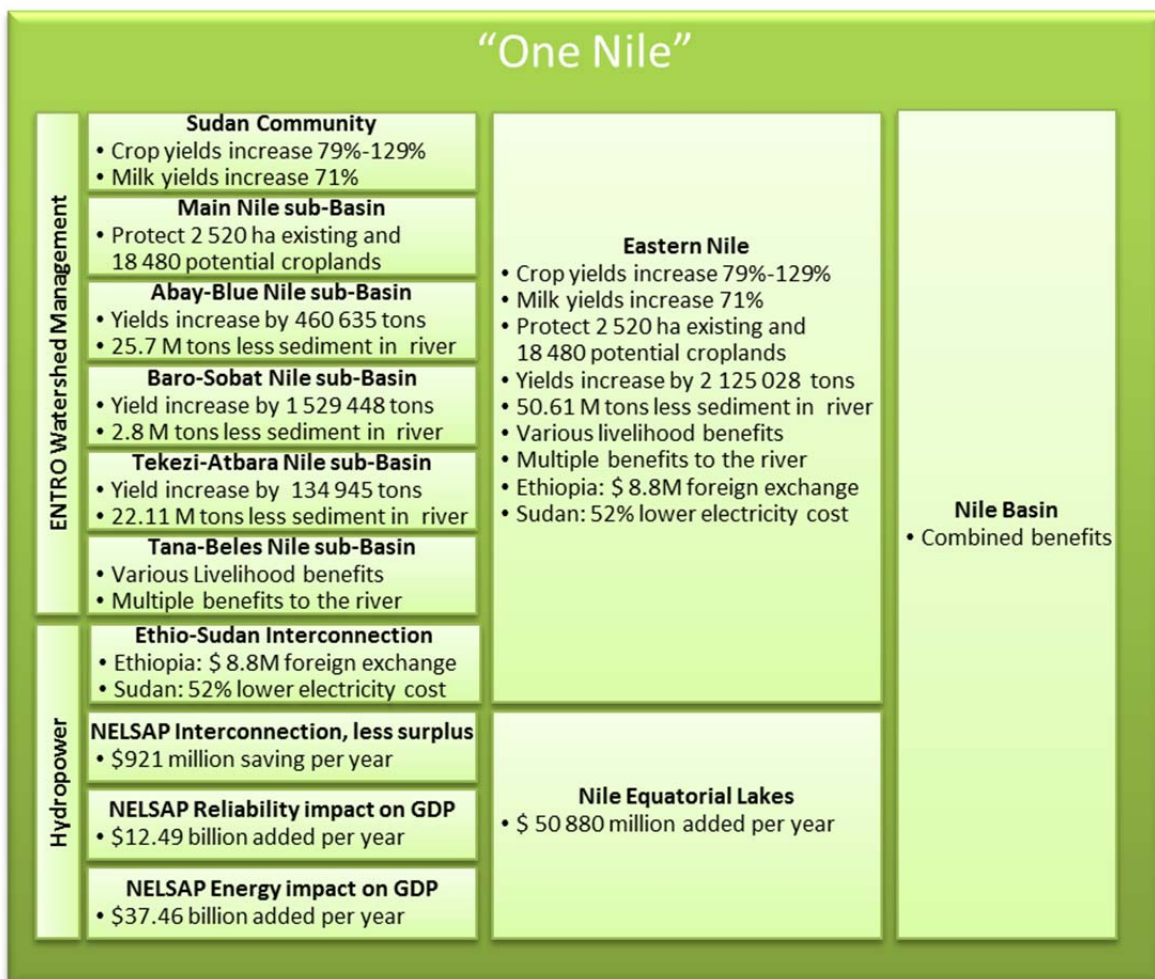 “One Nile”
ENTRO Watershed Management
Sudan Community
• Crop yields increase 79%-129%
• Milk yields increase 71%
Main Nile sub-Basin
• Protect 2 520 ha existing and
18 480 potential croplands
Abay-Blue Nile sub-Basin
• Yields increase by 460 635 tons
• 25.7 M tons less sediment in river
Baro-Sobat Nile sub-Basin
• Yield increase by 1 529 448 tons
• 2.8 M tons less sediment in river
Tekezi-Atbara Nile sub-Basin
• Yield increase by 134 945 tons
• 22.11 M tons less sediment in river
Tana-Beles Nile sub-Basin
• Various Livelihood benefits
• Multiple benefits to the river
Hydropower
Ethio-Sudan Interconnection
• Ethiopia: $ 8.8M foreign exchange
• Sudan: 52% lower electricity cost
NELSAP Interconnection, less surplus
• $921 million saving per year
NELSAP Reliability impact on GDP
• $12.49 billion added per year
NELSAP Energy impact on GDP
• $37.46 billion added per year
Eastern Nile
• Crop yields increase 79%-129%
• Milk yields increase 71%
• Protect 2 520 ha existing and
18 480 potential croplands
• Yields increase by 2 125 028 tons
• 50.61 M tons less sediment in river
• Various livelihood benefits
• Multiple benefits to the river
• Ethiopia: $ 8.8M foreign exchange
• Sudan: 52% lower electricity cost
Nile Equatorial Lakes
• $ 50 880 million added per year
Nile Basin
• Combined benefits